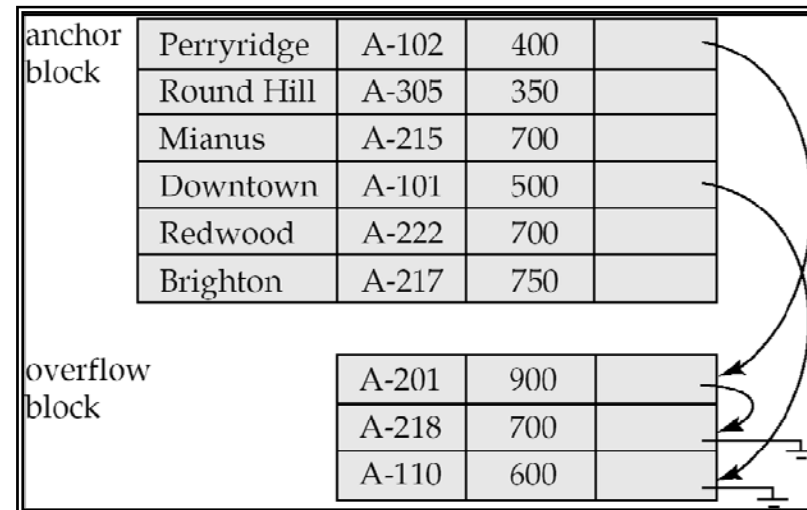 anchor block
Perryridge A-102 400
Round Hill A-305 350
Mianus A-215 700
Downtown A-101 500
Redwood A-222 700
Brighton A-217 750
overflow block
A-201 900
A-218 700
A-110 600